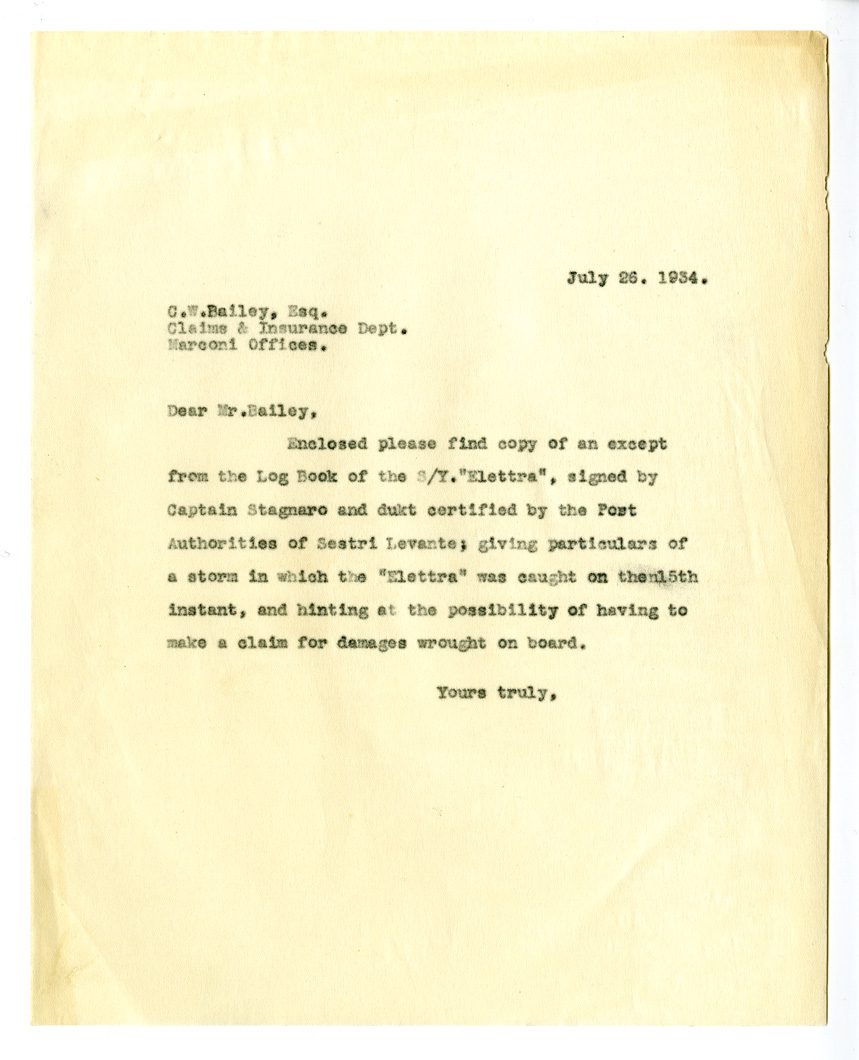 July 26. 1934.
C.W.Bailey, Esq.
Claims & Insurance Dept.
Marconi Offices.
Dear Mr.Bailey,
Enclosed please find copy of an except
from the Log Book of the S/Y."Elettra", signed by
Captain Stagnaro and dukt certified by the Port
Authorities of Sestri Levante; giving particulars of
a storm in which the "Elettra" was caught on then15th
instant, and hinting at the possibility of having to
make a claim for damages wrought on board.
Yours truly,